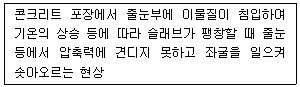 콘크리트 포장에서 줄눈부에 이물질이 침입하여
기온의 상승 등에 따라 슬래브가 팽창할 때 줄눈
등에서 압축력에 견디지 못하고 좌굴을 일으켜
솟아오르는 현상